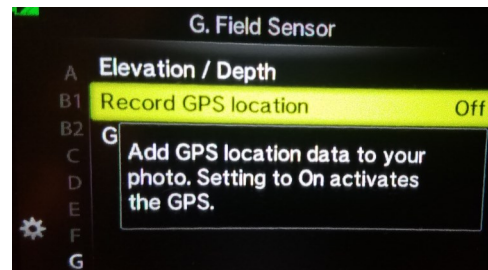 G. Field Sensor
A
Elevation / Depth
B1
Record GPS location Off
B2
G
Add GPS location data to your
photo. Setting to On activates
the GPS.
C
D
E
F
G